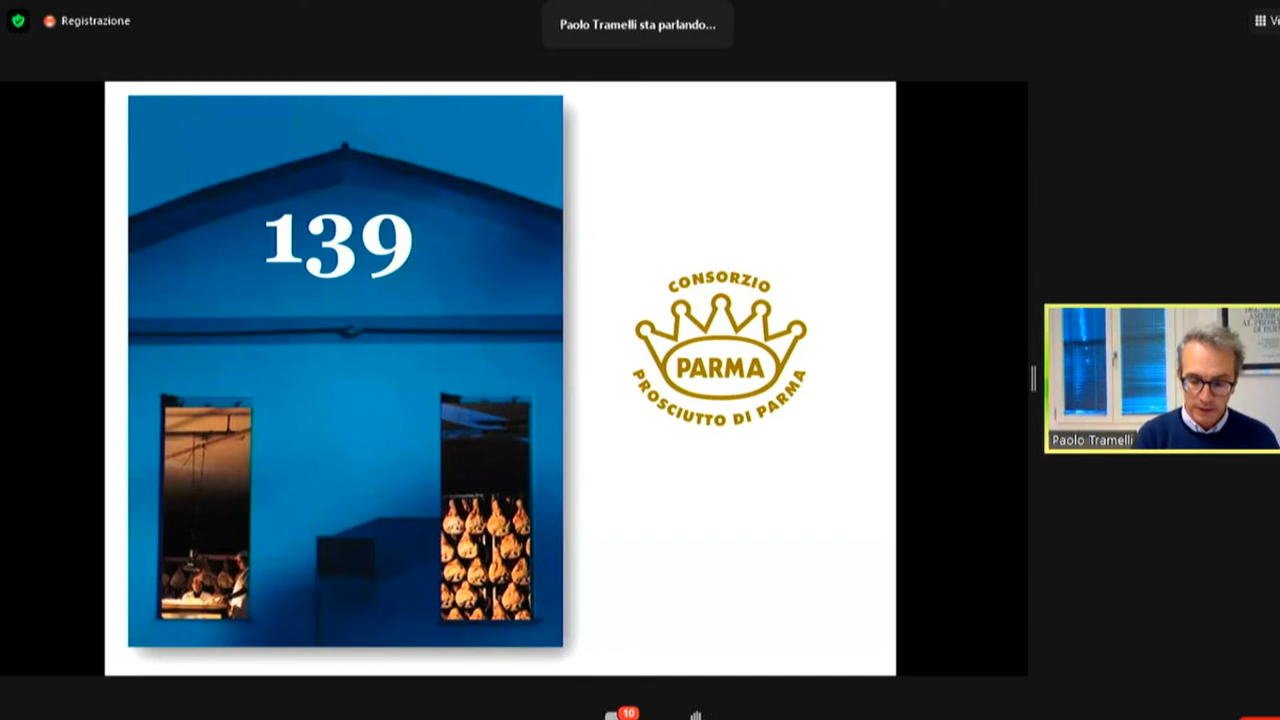 Registrazione
Paolo Tramelli sta parlando...
139
CONSORZIO
PARMA
PROSCIUTTO DI PARMA
Paolo Tramelli
10